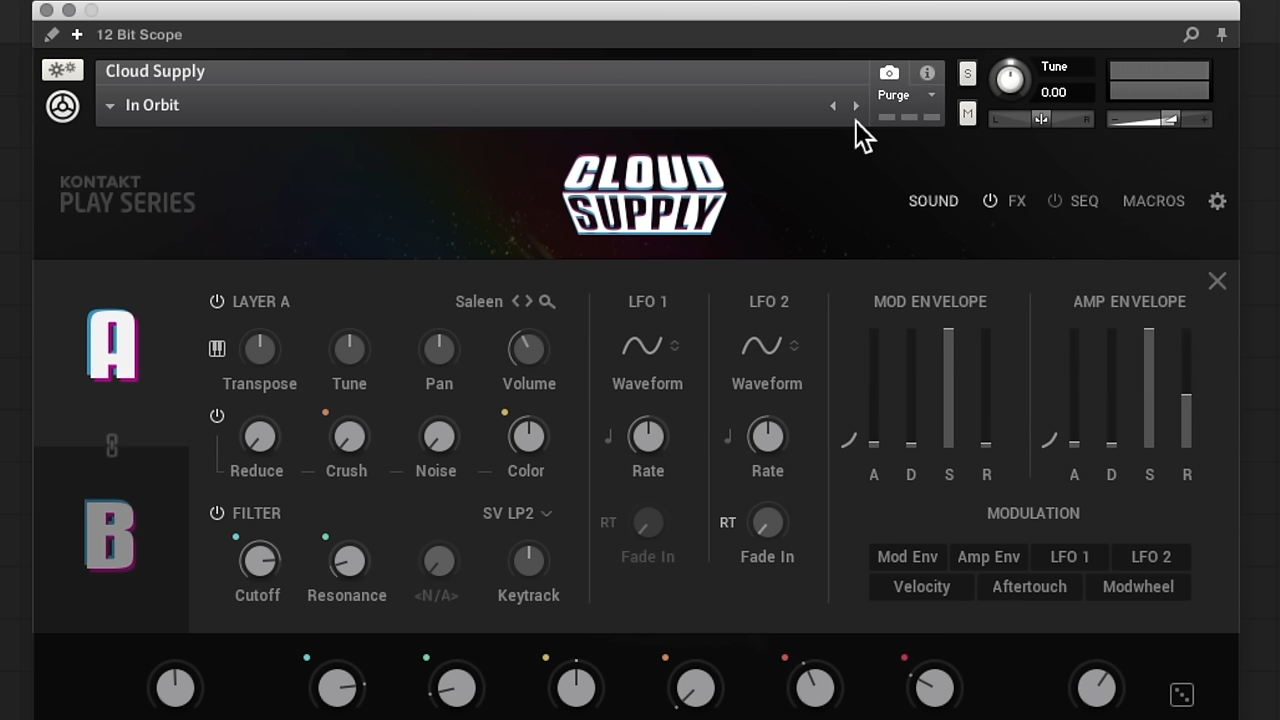 12 Bit Scope
Cloud Supply
S
Tune
Purge
0.00
In Orbit
M
L R - +
KONTAKT
PLAY SERIES
CLOUD
SUPPLY
SOUND FX SEQ MACROS
A
LAYER A Saleen
Transpose Tune Pan Volume
Reduce Crush Noise Color
B
FILTER SV LP2
Cutoff Resonance <N/A> Keytrack
LFO 1
Waveform
Rate
RT
Fade In
LFO 2
Waveform
Rate
RT
Fade In
MOD ENVELOPE
A D S R
AMP ENVELOPE
A D S R
MODULATION
Mod Env Amp Env LFO 1 LFO 2
Velocity Aftertouch Modwheel